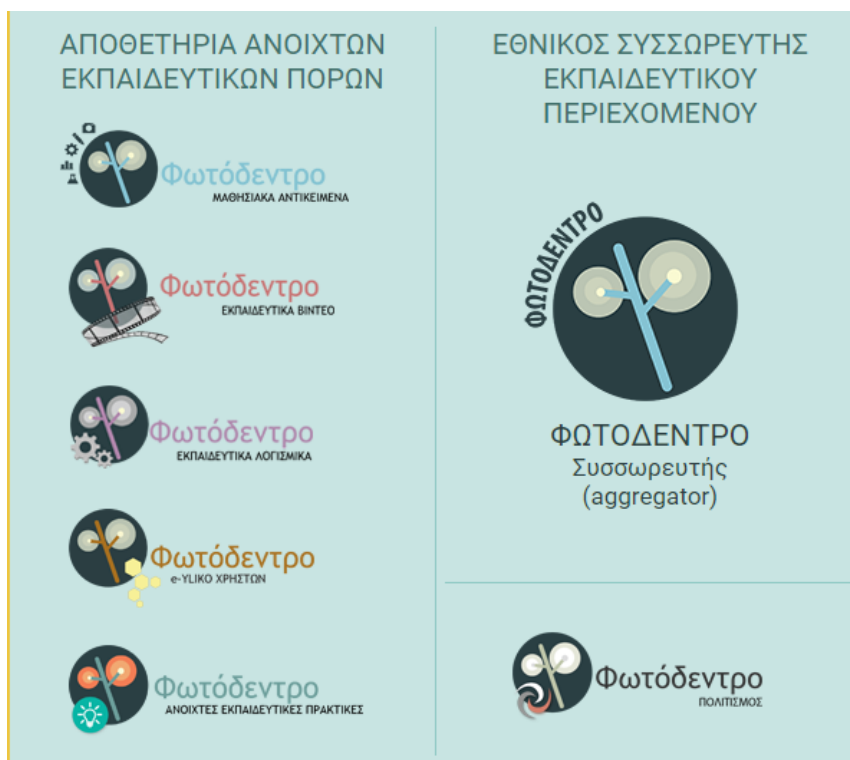 ΑΠΟΘΕΤΗΡΙΑ ΑΝΟΙΧΤΩΝ
ΕΚΠΑΙΔΕΥΤΙΚΩΝ ΠΟΡΩΝ
Φωτόδεντρο
ΜΑΘΗΣΙΑΚΑ ΑΝΤΙΚΕΙΜΕΝΑ
Φωτόδεντρο
ΕΚΠΑΙΔΕΥΤΙΚΑ ΒΙΝΤΕΟ
Φωτόδεντρο
ΕΚΠΑΙΔΕΥΤΙΚΑ ΛΟΓΙΣΜΙΚΑ
Φωτόδεντρο
e-YLIKO ΧΡΗΣΤΩΝ
Φωτόδεντρο
ΑΝΟΙΧΤΕΣ ΕΚΠΑΙΔΕΥΤΙΚΕΣ ΠΡΑΚΤΙΚΕΣ
ΕΘΝΙΚΟΣ ΣΥΣΣΩΡΕΥΤΗΣ
ΕΚΠΑΙΔΕΥΤΙΚΟΥ
ΠΕΡΙΕΧΟΜΕΝΟΥ
ΦΩΤΟΔΕΝΤΡΟ
ΦΩΤΟΔΕΝΤΡΟ
Συσσωρευτής
(aggregator)
Φωτόδεντρο
ΠΟΛΙΤΙΣΜΟΣ